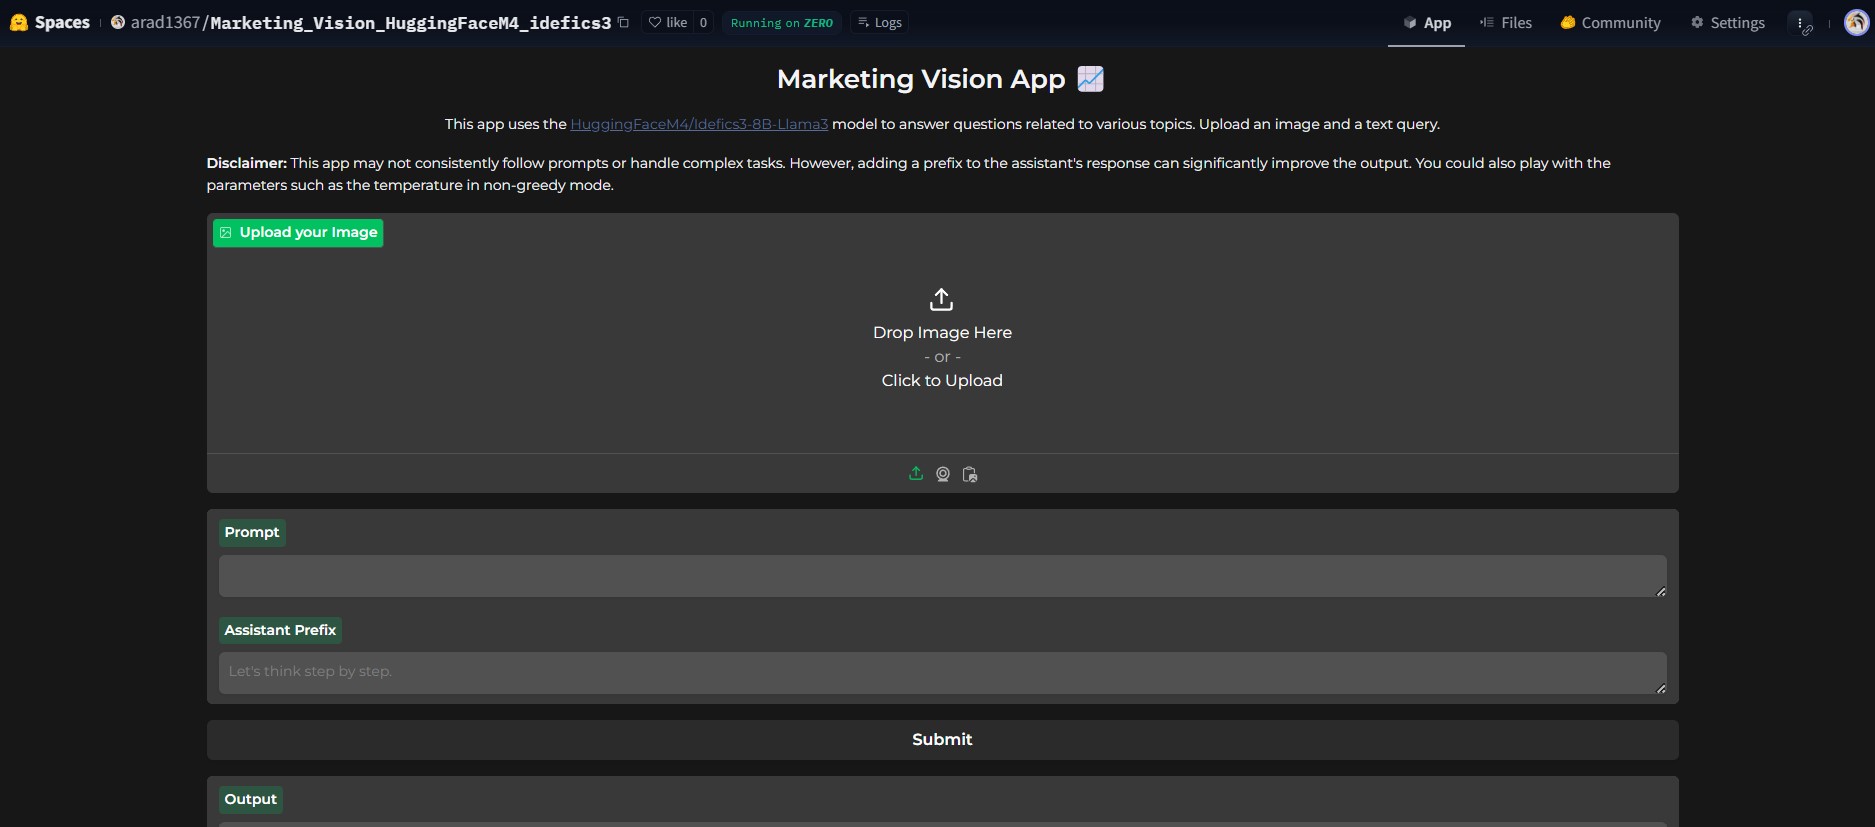 Spaces
arad1367/Marketing_Vision_HuggingFaceM4_idefics3
like 0
Running on ZERO
Logs
App
Files
Community
Settings
Marketing Vision App
This app uses the HuggingFaceM4/Idefics3-8B-Llama3 model to answer questions related to various topics. Upload an image and a text query.
Disclaimer: This app may not consistently follow prompts or handle complex tasks. However, adding a prefix to the assistant's response can significantly improve the output. You could also play with the
parameters such as the temperature in non-greedy mode.
Upload your Image
Drop Image Here
- or -
Click to Upload
Prompt
Assistant Prefix
Let's think step by step.
Submit
Output